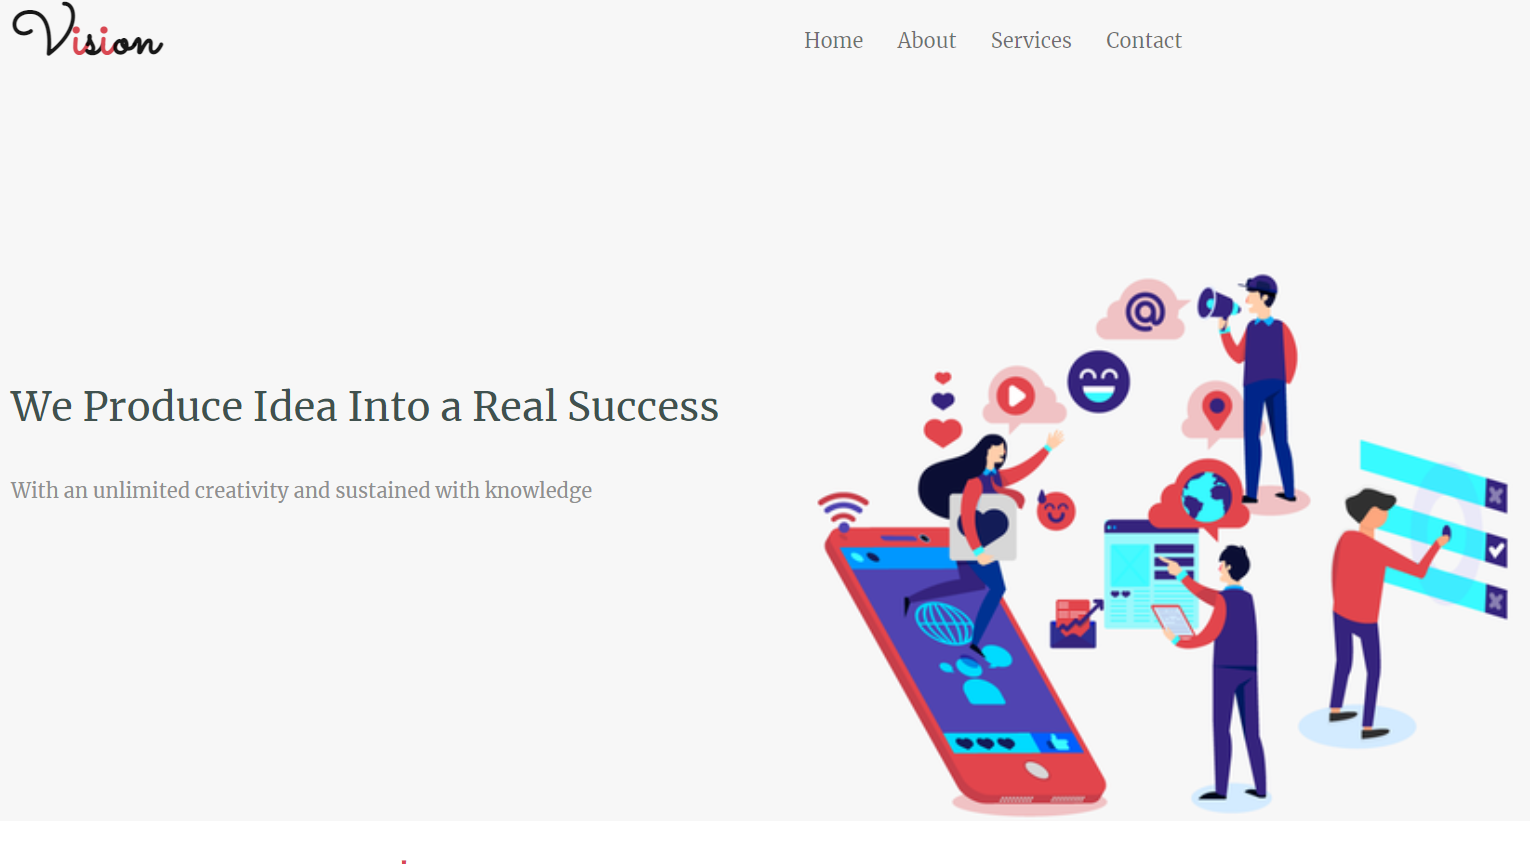 Vision
Home About Services Contact
@
We Produce Idea Into a Real Success
With an unlimited creativity and sustained with knowledge